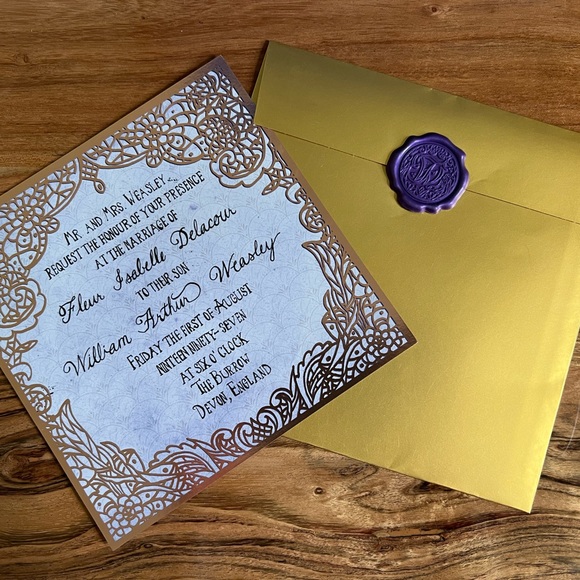 Mr and Mrs. Weasley
request the honour of your presence
at the marriage of
Fleur Isabelle Delacour
to their son
William Arthur Weasley
Friday the first of August
nineteen ninety-seven
at six o'clock
The Burrow
Devon, England